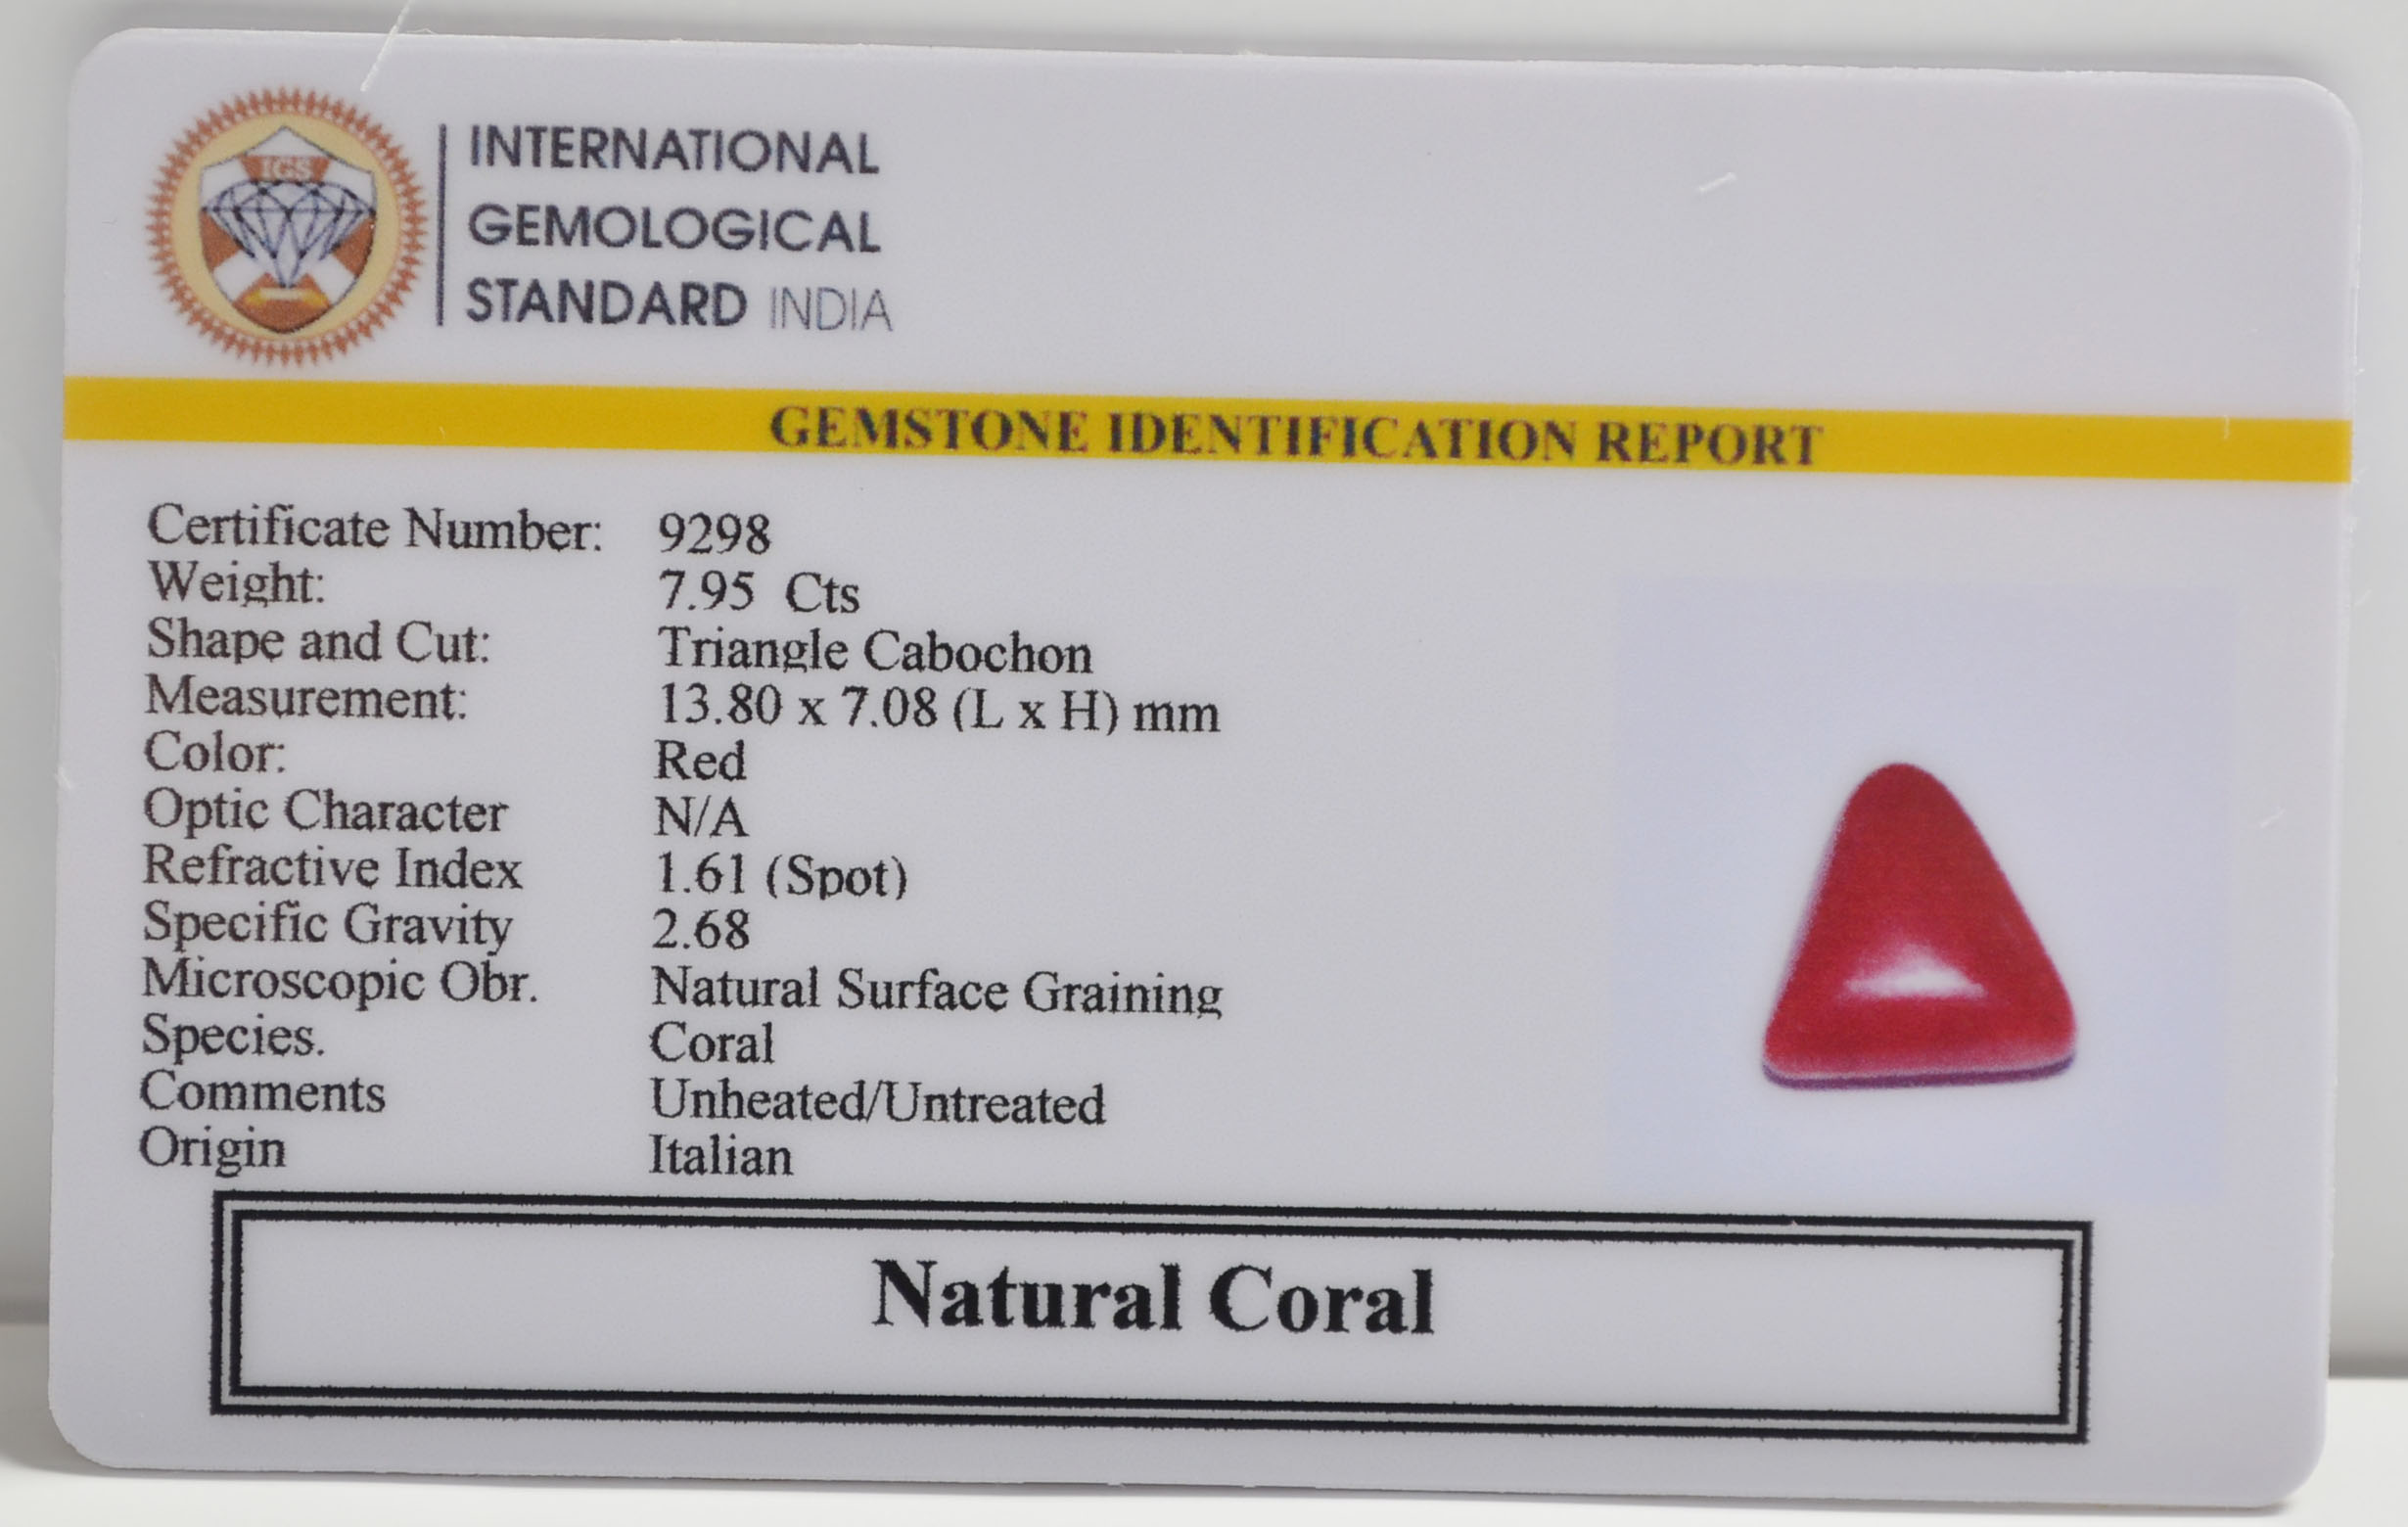 IGS
INTERNATIONAL
GEMOLOGICAL
STANDARD INDIA
GEMSTONE IDENTIFICATION REPORT
Certificate Number: 9298
Weight: 7.95 Cts
Shape and Cut: Triangle Cabochon
Measurement: 13.80 x 7.08 (L x H) mm
Color: Red
Optic Character N/A
Refractive Index 1.61 (Spot)
Specific Gravity 2.68
Microscopic Obr. Natural Surface Graining
Species. Coral
Comments Unheated/Untreated
Origin Italian
Natural Coral